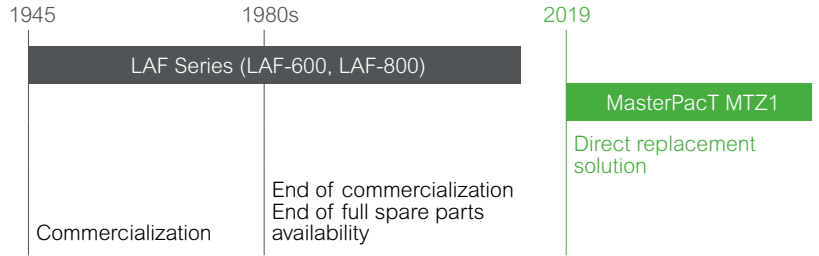 1945
1980s
2019
LAF Series (LAF-600, LAF-800)
MasterPacT MTZ1
Direct replacement
solution
End of commercialization
End of full spare parts
availability
Commercialization